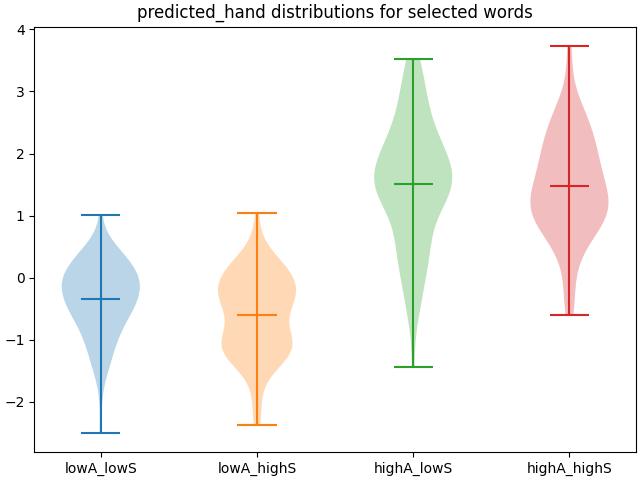 predicted_hand distributions for selected words
4
3
2
1
0
−1
−2
lowA_lowS
lowA_highS
highA_lowS
highA_highS